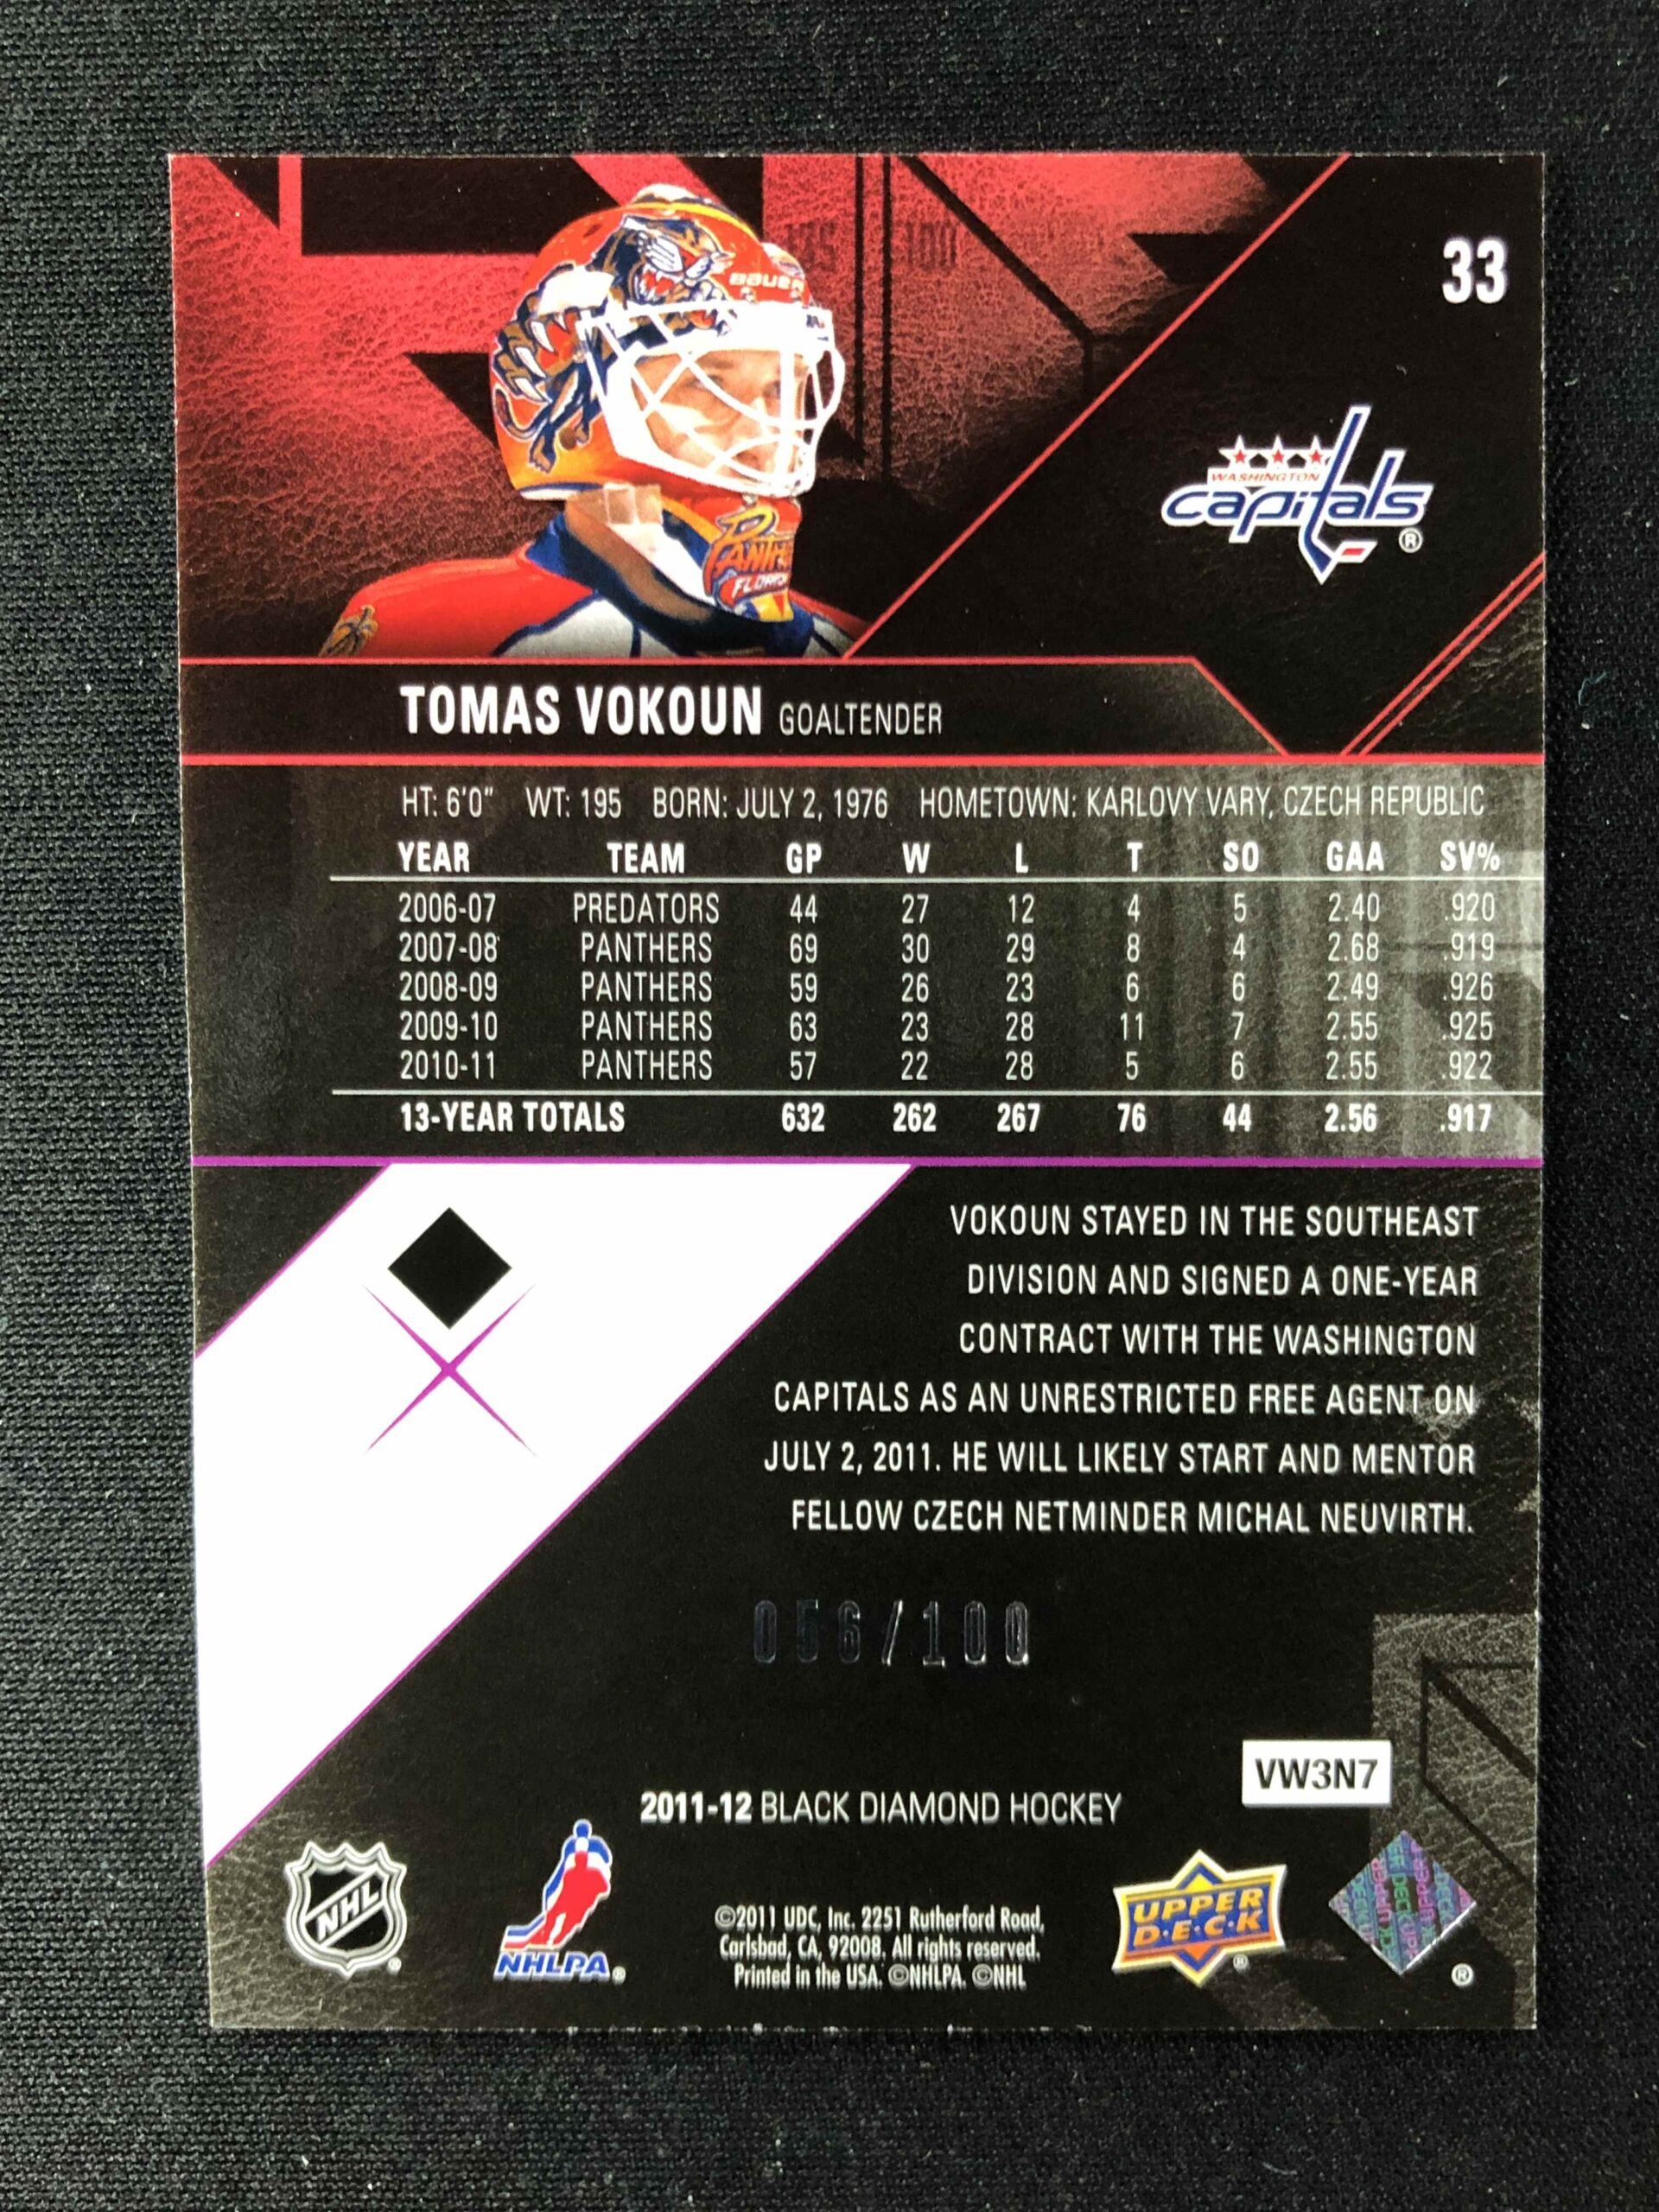 33
BAUER
WASHINGTON
capitals
®
PANTHE
FLORID
TOMAS VOKOUN GOALTENDER
HT: 6'0" WT: 195 BORN: JULY 2, 1976 HOMETOWN: KARLOVY VARY, CZECH REPUBLIC
YEAR TEAM GP W L T SO GAA SV%
2006-07 PREDATORS 44 27 12 4 5 2.40 .920
2007-08 PANTHERS 69 30 29 8 4 2.68 .919
2008-09 PANTHERS 59 26 23 6 6 2.49 .926
2009-10 PANTHERS 63 23 28 11 7 2.55 .925
2010-11 PANTHERS 57 22 28 5 6 2.55 .922
13-YEAR TOTALS 632 262 267 76 44 2.56 .917
VOKOUN STAYED IN THE SOUTHEAST
DIVISION AND SIGNED A ONE-YEAR
CONTRACT WITH THE WASHINGTON
CAPITALS AS AN UNRESTRICTED FREE AGENT ON
JULY 2, 2011. HE WILL LIKELY START AND MENTOR
FELLOW CZECH NETMINDER MICHAL NEUVIRTH.
056/100
VW3N7
2011-12 BLACK DIAMOND HOCKEY
NHL ®
NHLPA ®
©2011 UDC, Inc. 2251 Rutherford Road,
Carlsbad, CA, 92008. All rights reserved.
Printed in the USA. ©NHLPA. ©NHL
UPPER
D·E·C·K ®
®